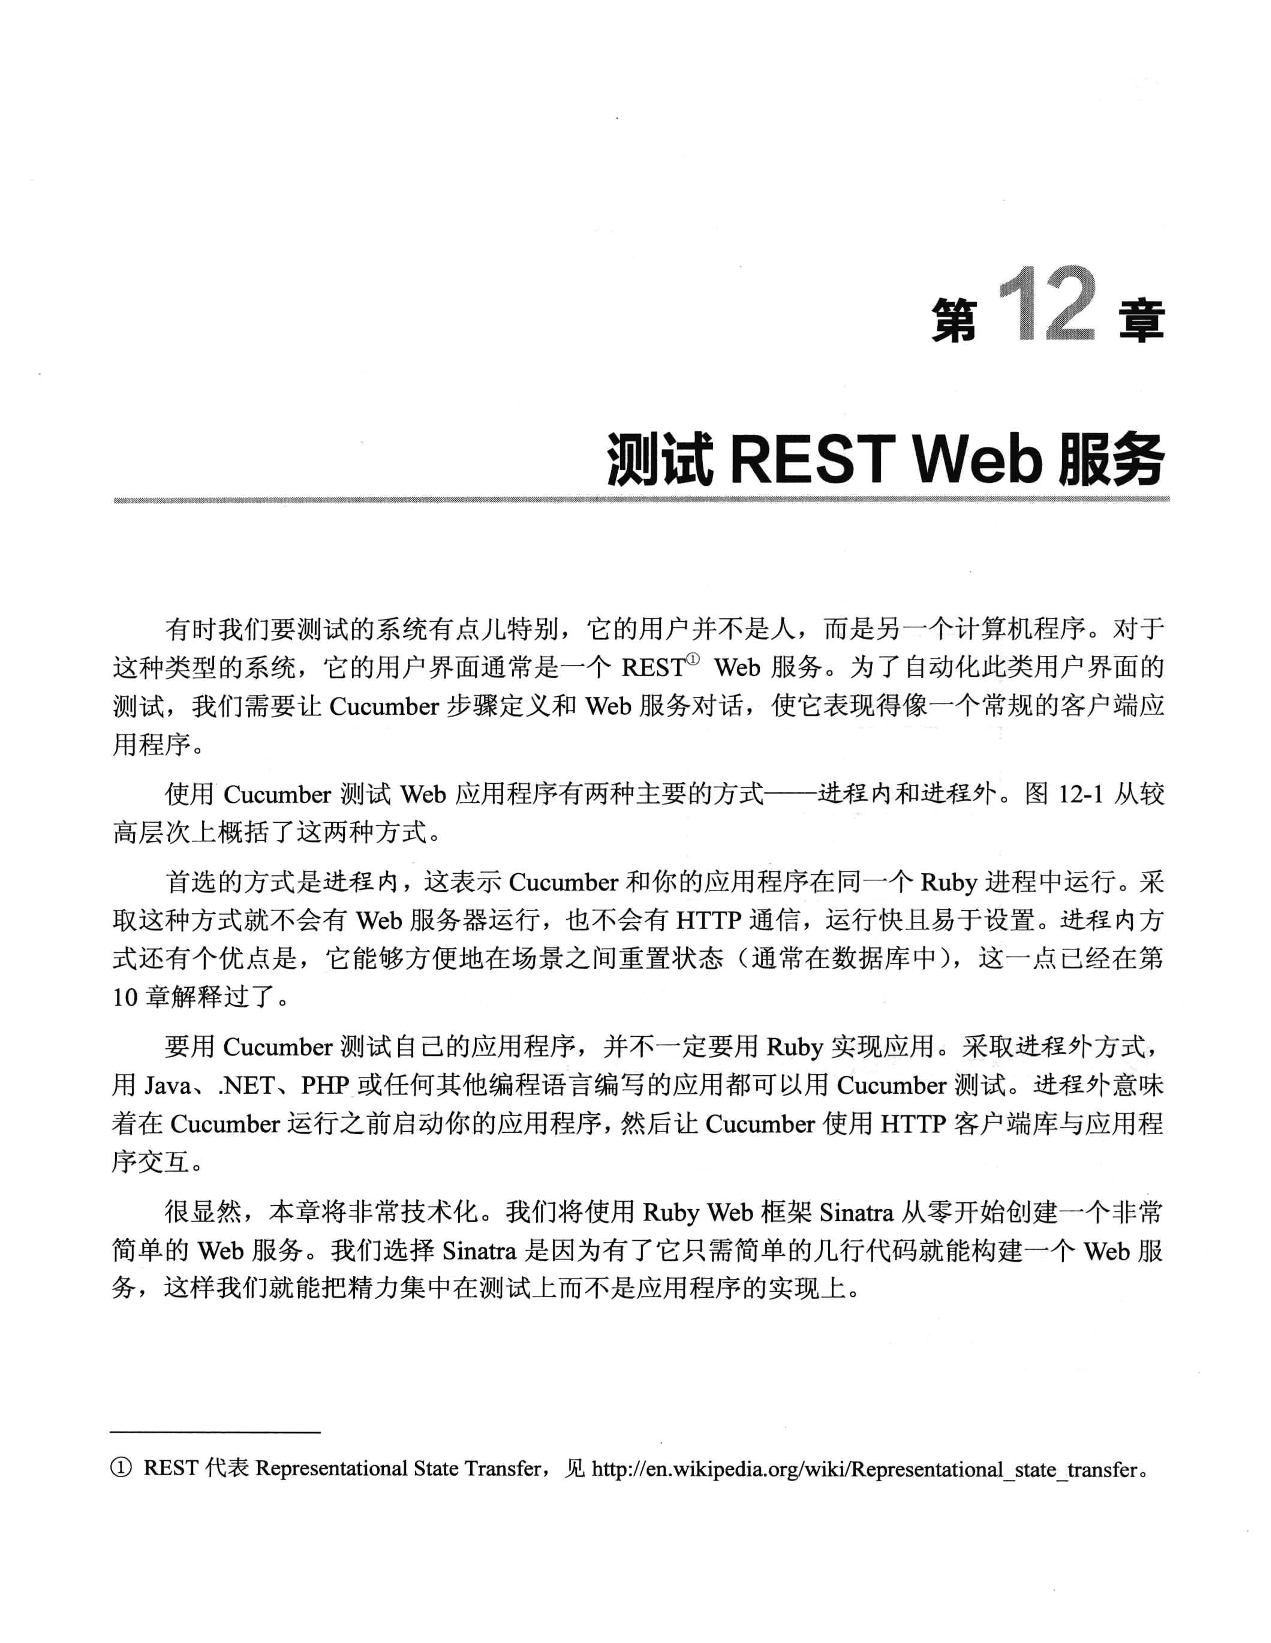 第 12 章
测试 REST Web 服务
有时我们要测试的系统有点儿特别，它的用户并不是人，而是另一个计算机程序。对于
这种类型的系统，它的用户界面通常是一个 REST① Web 服务。为了自动化此类用户界面的
测试，我们需要让 Cucumber 步骤定义和 Web 服务对话，使它表现得像一个常规的客户端应
用程序。
使用 Cucumber 测试 Web 应用程序有两种主要的方式——进程内和进程外。图 12-1 从较
高层次上概括了这两种方式。
首选的方式是进程内，这表示 Cucumber 和你的应用程序在同一个 Ruby 进程中运行。采
取这种方式就不会有 Web 服务器运行，也不会有 HTTP 通信，运行快且易于设置。进程内方
式还有个优点是，它能够方便地在场景之间重置状态（通常在数据库中），这一点已经在第
10 章解释过了。
要用 Cucumber 测试自己的应用程序，并不一定要用 Ruby 实现应用。采取进程外方式，
用 Java、.NET、PHP 或任何其他编程语言编写的应用都可以用 Cucumber 测试。进程外意味
着在 Cucumber 运行之前启动你的应用程序，然后让 Cucumber 使用 HTTP 客户端库与应用程
序交互。
很显然，本章将非常技术化。我们将使用 Ruby Web 框架 Sinatra 从零开始创建一个非常
简单的 Web 服务。我们选择 Sinatra 是因为有了它只需简单的几行代码就能构建一个 Web 服
务，这样我们就能把精力集中在测试上而不是应用程序的实现上。
① REST 代表 Representational State Transfer，见 http://en.wikipedia.org/wiki/Representational_state_transfer。